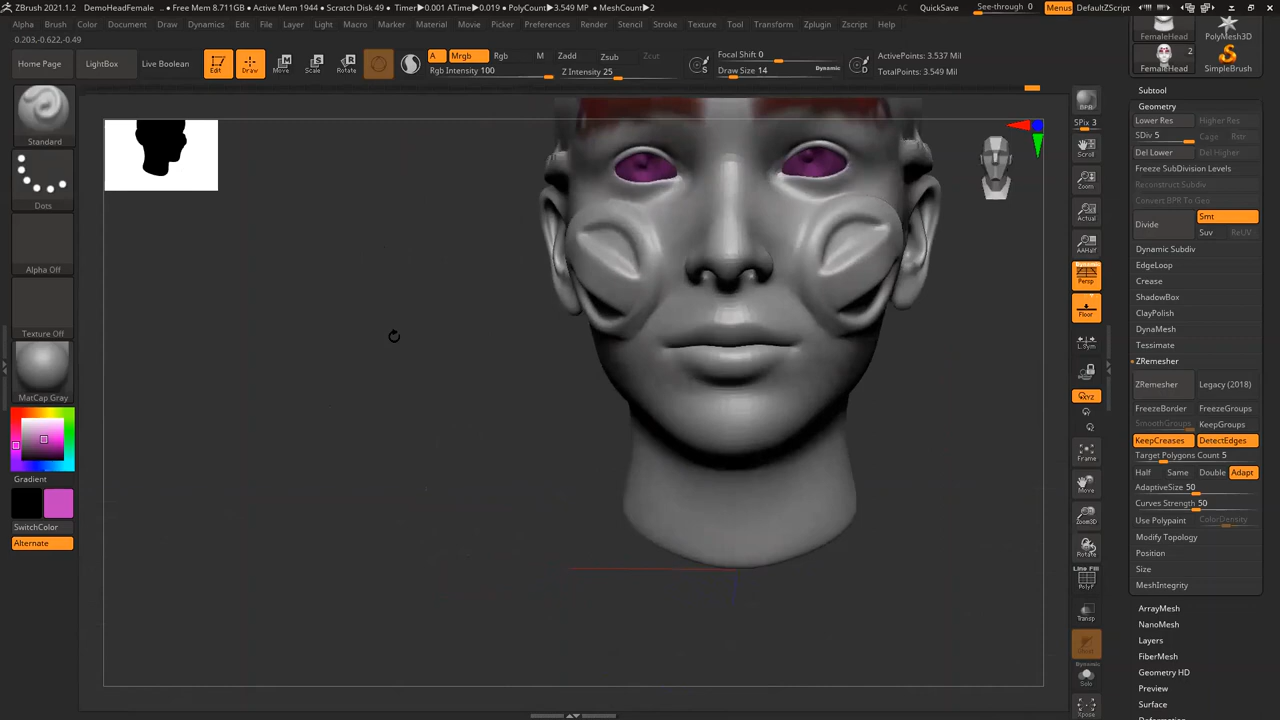 ZBrush 2021.1.2 DemoHeadFemale • Free Mem 8.711GB • Active Mem 1944 • Scratch Disk 49 • Timer▸0.001 ATime▸0.019 • PolyCount▸3.549 MP • MeshCount▸2 AC QuickSave See-through 0 Menus DefaultZScript
Alpha Brush Color Document Draw Dynamics Edit File Layer Light Macro Marker Material Movie Picker Preferences Render Stencil Stroke Texture Tool Transform Zplugin Zscript Help
0.203,-0.622,-0.49
Home Page LightBox Live Boolean Edit Draw Move Scale Rotate
A Mrgb Rgb M Zadd Zsub Zcut
Rgb Intensity 100 Z Intensity 25
Focal Shift 0
Draw Size 14 Dynamic
S D
ActivePoints: 3.537 Mil
TotalPoints: 3.549 Mil
Standard
Dots
Alpha Off
Texture Off
MatCap Gray
Gradient
SwitchColor
Alternate
BPR
SPix 3
Scroll
Zoom
Actual
AAHalf
Dynamic
Persp
Floor
L.Sym
XYZ
Frame
Move
Zoom3D
Rotate
Line Fill
PolyF
Transp
Dynamic
Solo
Xpose
FemaleHead PolyMesh3D
2
FemaleHead SimpleBrush
Subtool
Geometry
Lower Res Higher Res
SDiv 5 Cage Rstr
Del Lower Del Higher
Freeze SubDivision Levels
Reconstruct Subdiv
Convert BPR To Geo
Divide Smt
Suv ReUV
Dynamic Subdiv
EdgeLoop
Crease
ShadowBox
ClayPolish
DynaMesh
Tessimate
ZRemesher
ZRemesher Legacy (2018)
FreezeBorder FreezeGroups
SmoothGroups KeepGroups
KeepCreases DetectEdges
Target Polygons Count 5
Half Same Double Adapt
AdaptiveSize 50
Curves Strength 50
Use Polypaint ColorDensity
Modify Topology
Position
Size
MeshIntegrity
ArrayMesh
NanoMesh
Layers
FiberMesh
Geometry HD
Preview
Surface